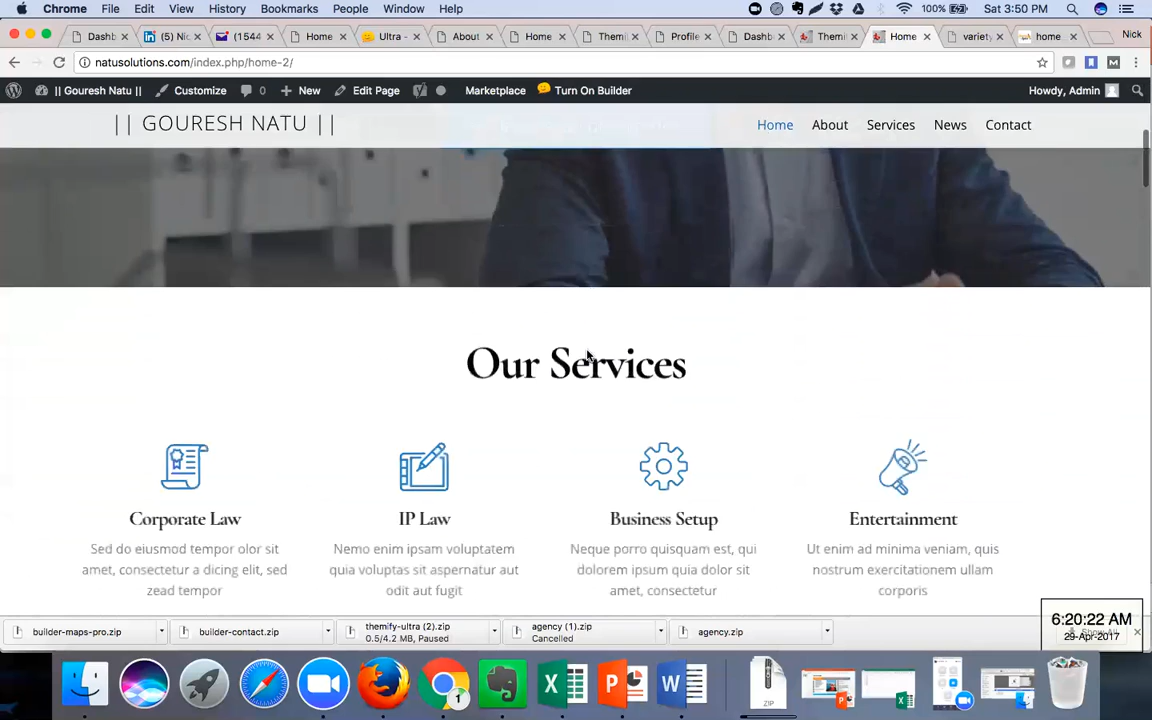 Chrome File Edit View History Bookmarks People Window Help 100% Sat 3:50 PM
Dashb (5) Nic (1544 Home Ultra - About Home Themif Profile Dashb Themif Home variety home Nick
natusolutions.com/index.php/home-2/
|| Gouresh Natu || Customize 0 New Edit Page Marketplace Turn On Builder Howdy, Admin
|| GOURESH NATU || Home About Services News Contact
Our Services
Corporate Law IP Law Business Setup Entertainment
Sed do eiusmod tempor olor sit Nemo enim ipsam voluptatem Neque porro quisquam est, qui Ut enim ad minima veniam, quis
amet, consectetur a dicing elit, sed quia voluptas sit aspernatur aut dolorem ipsum quia dolor sit nostrum exercitationem ullam
zead tempor odit aut fugit amet, consectetur corporis
builder-maps-pro.zip builder-contact.zip themify-ultra (2).zip agency (1).zip agency.zip
0.5/4.2 MB, Paused Cancelled
6:20:22 AM
29-Apr-2017
1
ZIP